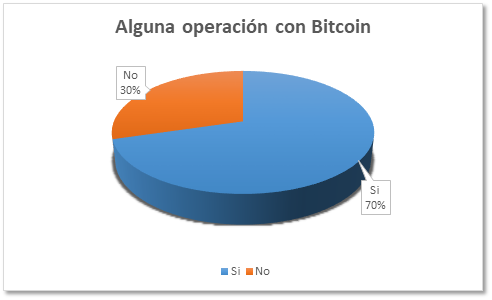 Alguna operación con Bitcoin
No
30%
Si
70%
Si No